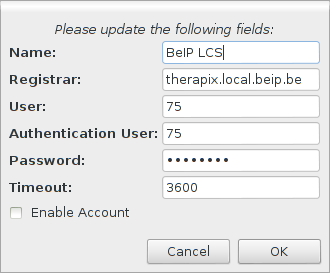 Please update the following fields:
Name: BeIP LCS
Registrar: therapix.local.beip.be
User: 75
Authentication User: 75
Password: ••••••••
Timeout: 3600
Enable Account
Cancel OK